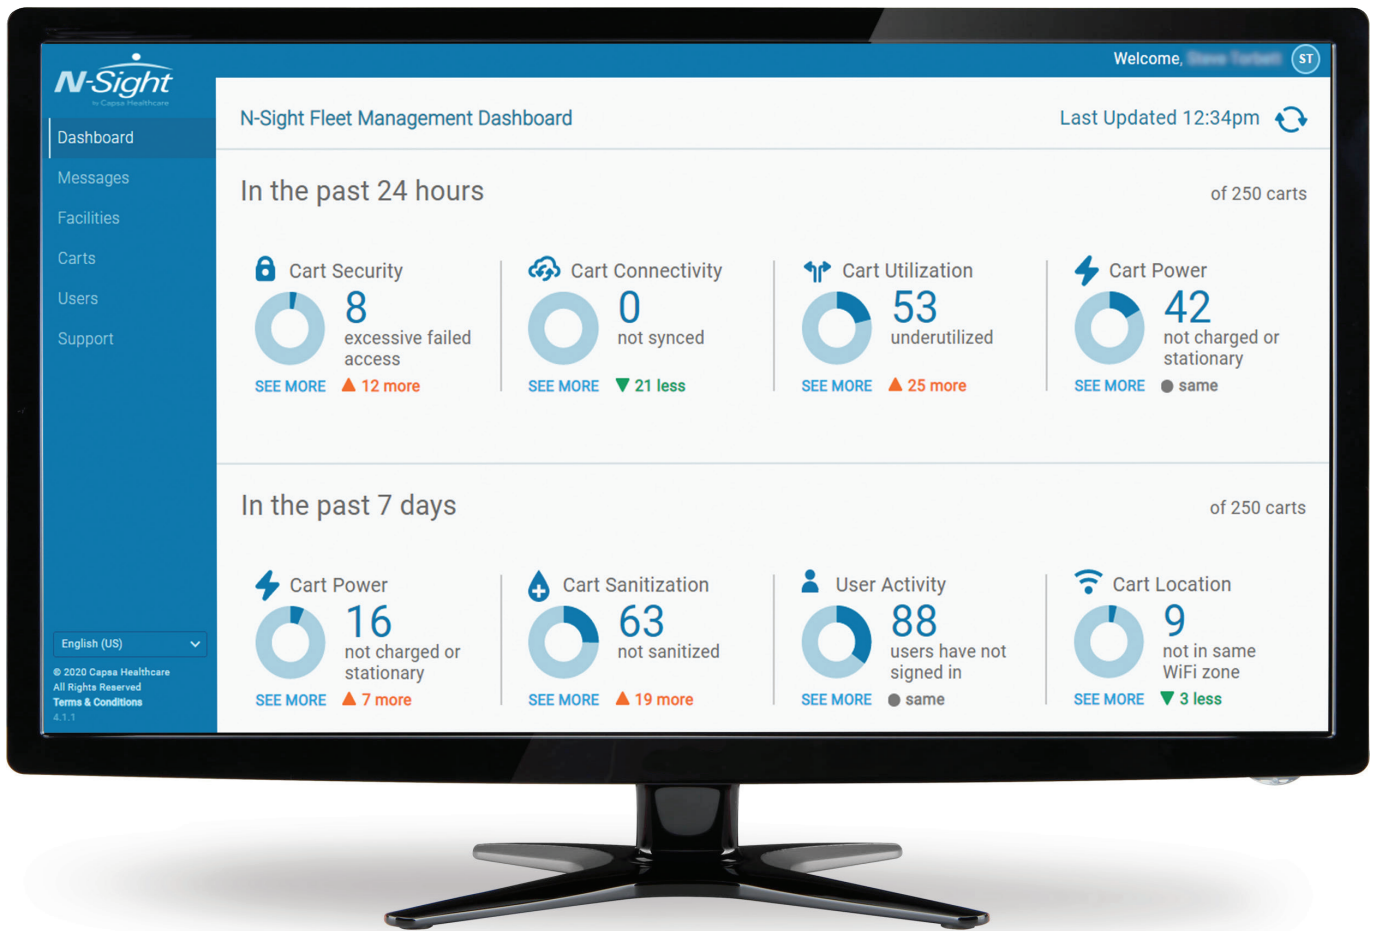 N-Sight
by Capsa Healthcare
Welcome,
ST
Dashboard
Messages
Facilities
Carts
Users
Support
English (US)
© 2020 Capsa Healthcare
All Rights Reserved
Terms & Conditions
4.1.1
N-Sight Fleet Management Dashboard
Last Updated 12:34pm
In the past 24 hours
of 250 carts
Cart Security
8
excessive failed
access
SEE MORE
12 more
Cart Connectivity
0
not synced
SEE MORE
21 less
Cart Utilization
53
underutilized
SEE MORE
25 more
Cart Power
42
not charged or
stationary
SEE MORE
same
In the past 7 days
of 250 carts
Cart Power
16
not charged or
stationary
SEE MORE
7 more
Cart Sanitization
63
not sanitized
SEE MORE
19 more
User Activity
88
users have not
signed in
SEE MORE
same
Cart Location
9
not in same
WiFi zone
SEE MORE
3 less